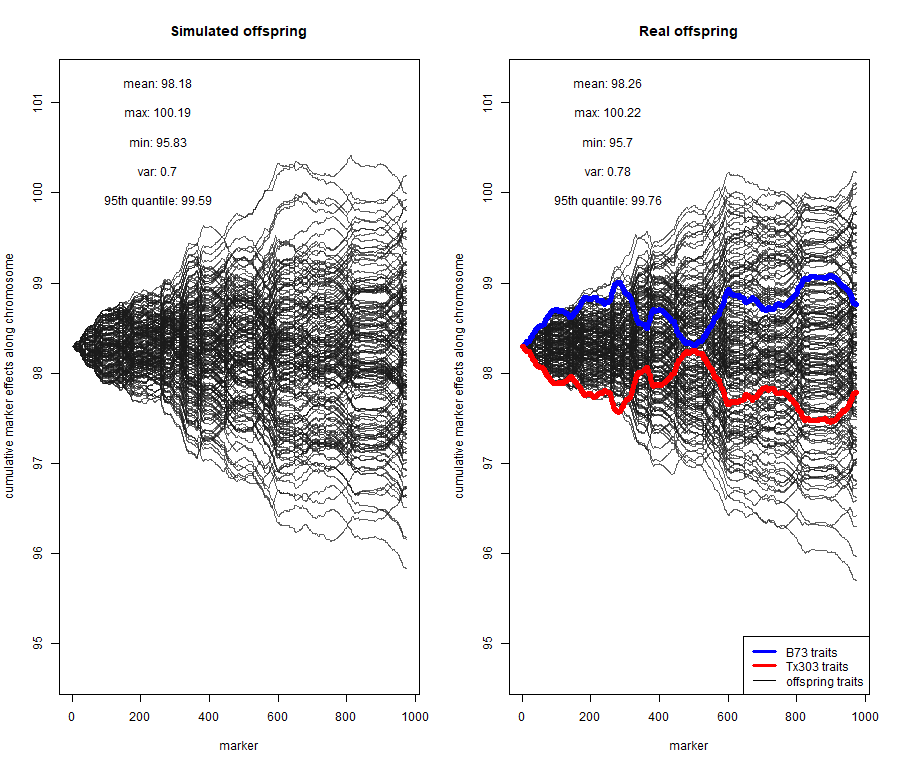 Simulated offspring
mean: 98.18
max: 100.19
min: 95.83
var: 0.7
95th quantile: 99.59
cumulative marker effects along chromosome
101
100
99
98
97
96
95
0 200 400 600 800 1000
marker
Real offspring
mean: 98.26
max: 100.22
min: 95.7
var: 0.78
95th quantile: 99.76
cumulative marker effects along chromosome
101
100
99
98
97
96
95
B73 traits
Tx303 traits
offspring traits
0 200 400 600 800 1000
marker